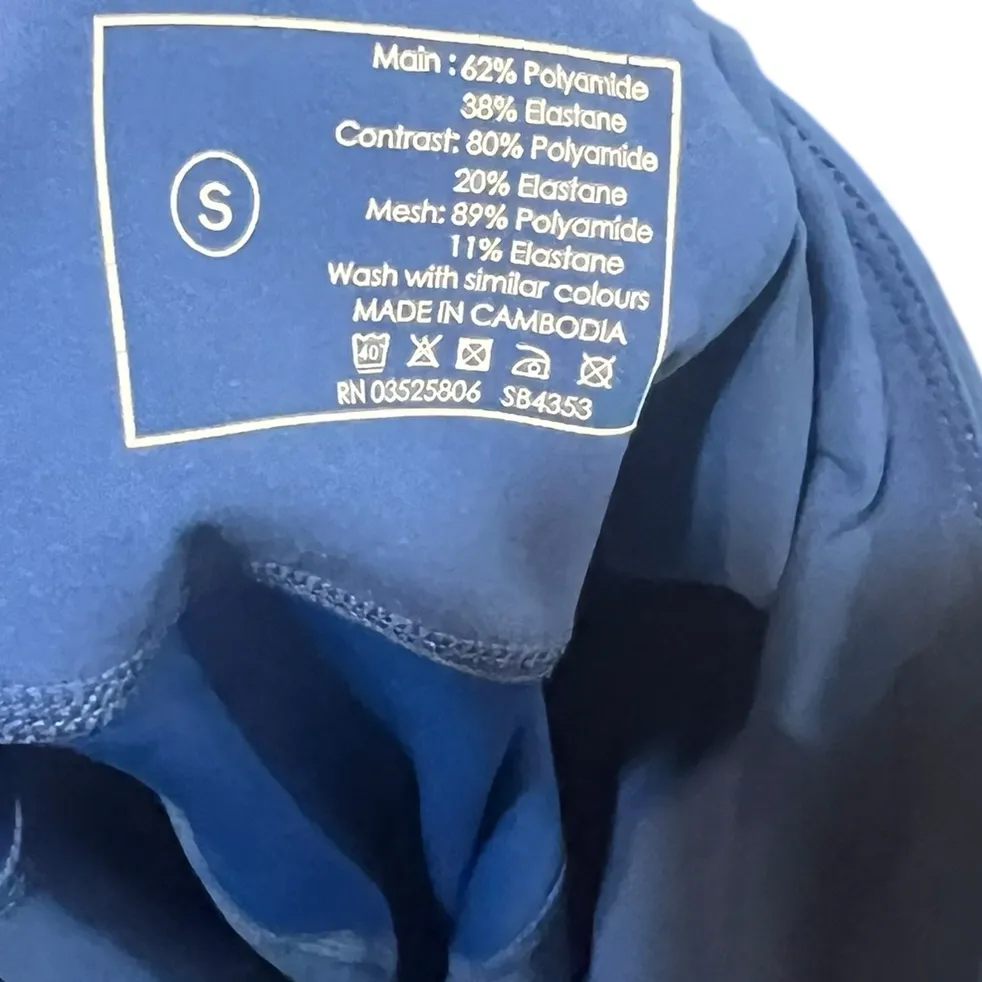 S
Main : 62% Polyamide
38% Elastane
Contrast: 80% Polyamide
20% Elastane
Mesh: 89% Polyamide
11% Elastane
Wash with similar colours
MADE IN CAMBODIA
40
RN 03525806 SB4353